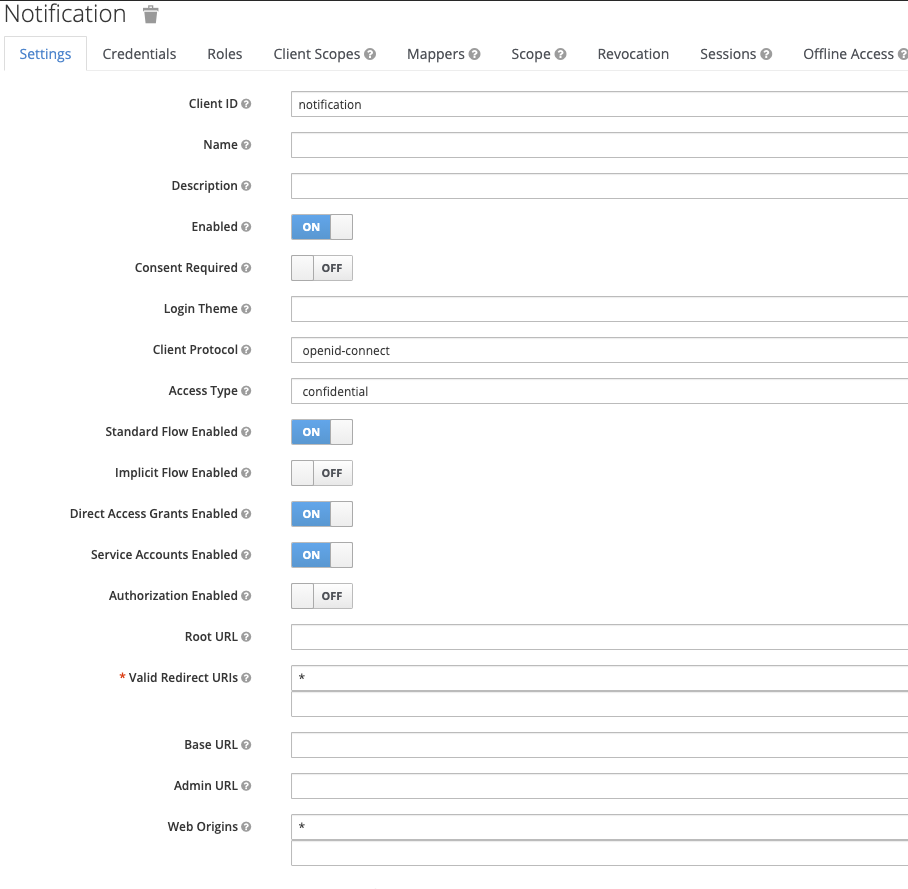 Notification
Settings Credentials Roles Client Scopes Mappers Scope Revocation Sessions Offline Access
Client ID notification
Name
Description
Enabled ON
Consent Required OFF
Login Theme
Client Protocol openid-connect
Access Type confidential
Standard Flow Enabled ON
Implicit Flow Enabled OFF
Direct Access Grants Enabled ON
Service Accounts Enabled ON
Authorization Enabled OFF
Root URL
* Valid Redirect URIs *
Base URL
Admin URL
Web Origins *